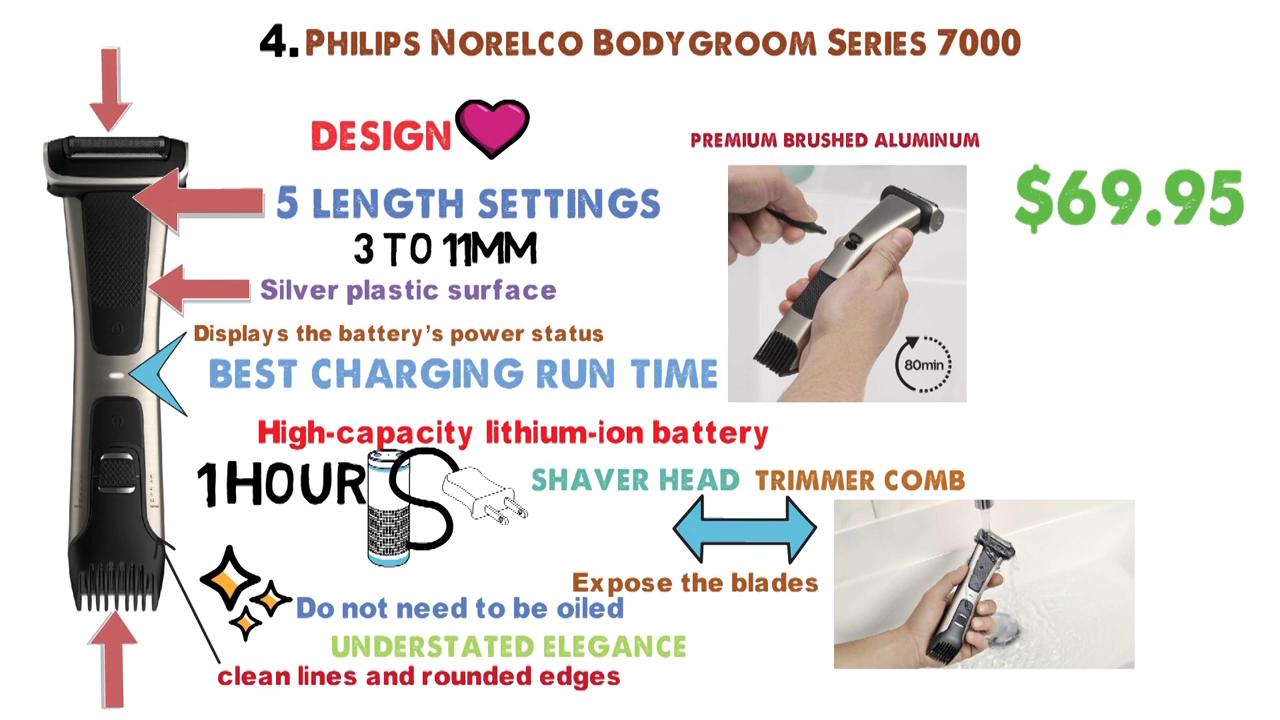 4. PHILIPS NORELCO BODYGROOM SERIES 7000
DESIGN
PREMIUM BRUSHED ALUMINUM
$69.95
5 LENGTH SETTINGS
3 TO 11MM
Silver plastic surface
Displays the battery's power status
BEST CHARGING RUN TIME
80min
High-capacity lithium-ion battery
1 HOUR
SHAVER HEAD TRIMMER COMB
Expose the blades
Do not need to be oiled
UNDERSTATED ELEGANCE
clean lines and rounded edges